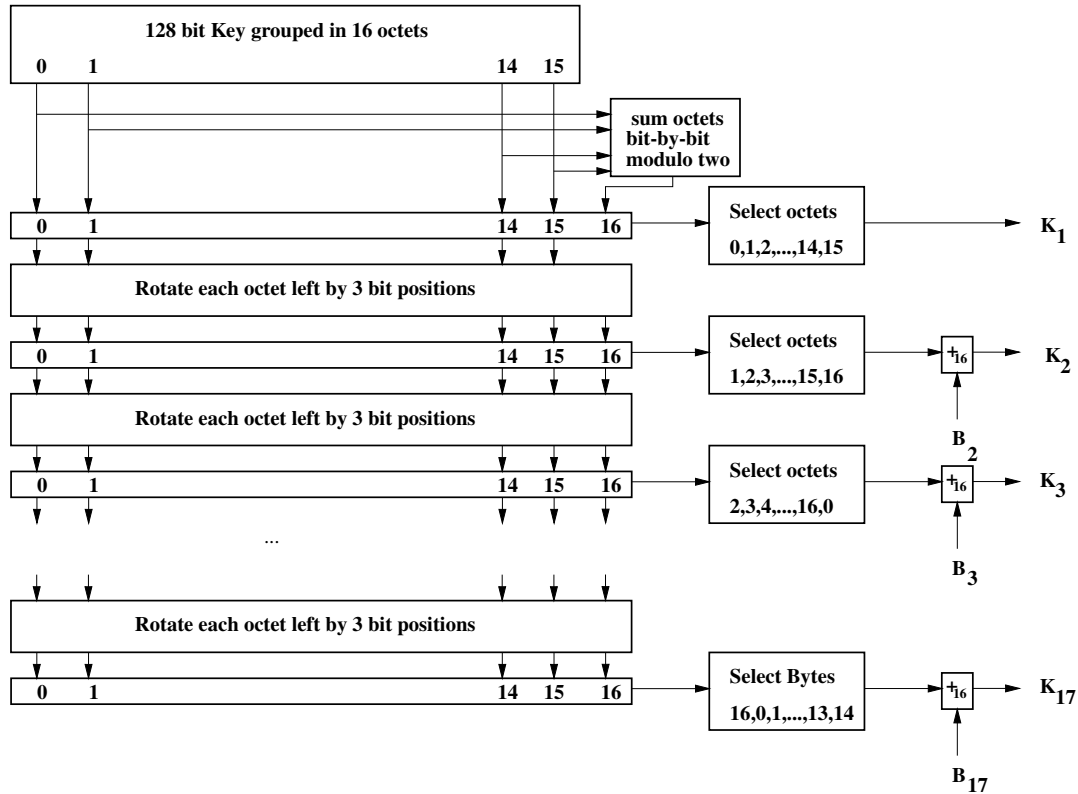 128 bit Key grouped in 16 octets
0 1 14 15
sum octets
bit-by-bit
modulo two
0 1 14 15 16
Select octets
0,1,2,...,14,15
K1
Rotate each octet left by 3 bit positions
0 1 14 15 16
Select octets
1,2,3,...,15,16
+16
K2
B2
Rotate each octet left by 3 bit positions
0 1 14 15 16
Select octets
2,3,4,...,16,0
+16
K3
B3
...
Rotate each octet left by 3 bit positions
0 1 14 15 16
Select Bytes
16,0,1,...,13,14
+16
K17
B17